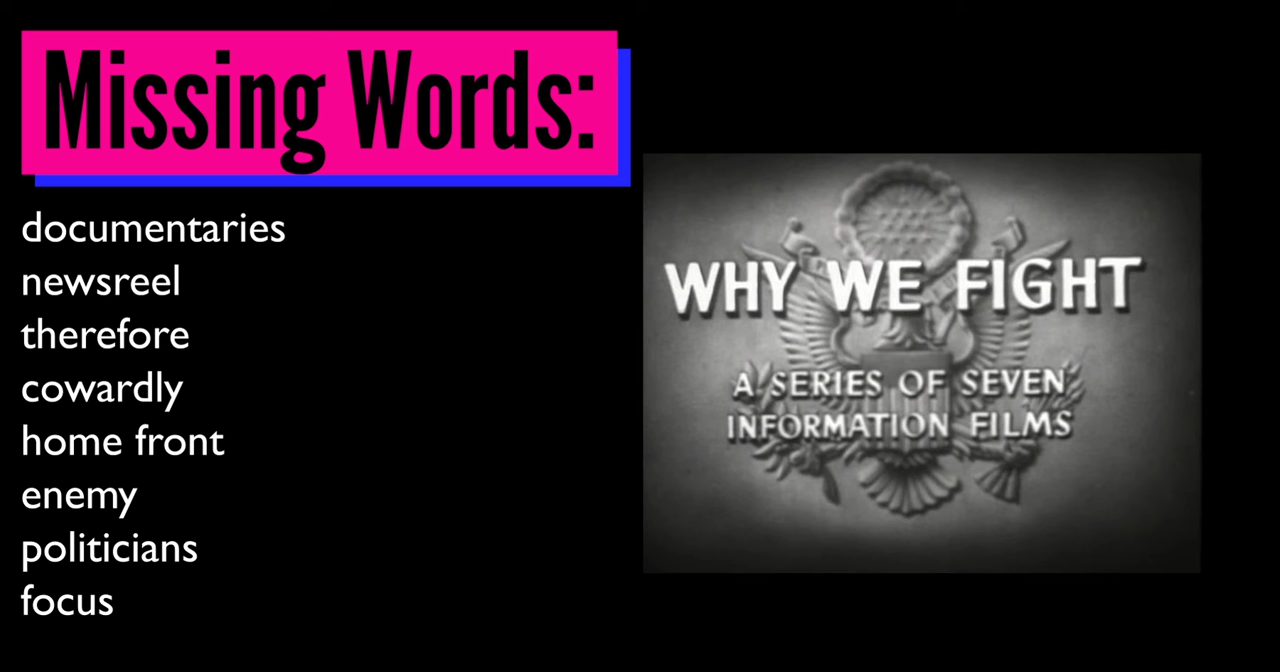 Missing Words:
documentaries
newsreel
therefore
cowardly
home front
enemy
politicians
focus
WHY WE FIGHT
A SERIES OF SEVEN
INFORMATION FILMS